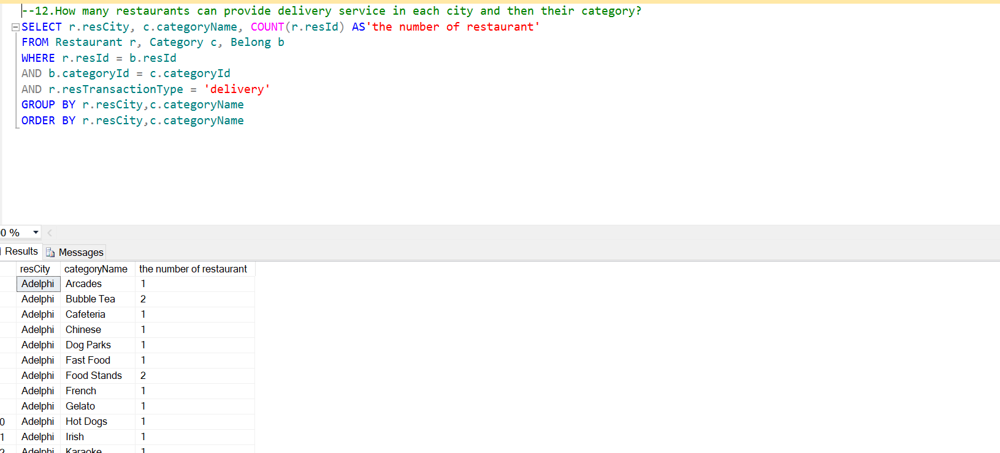 --12.How many restaurants can provide delivery service in each city and then their category?
SELECT r.resCity, c.categoryName, COUNT(r.resId) AS'the number of restaurant'
FROM Restaurant r, Category c, Belong b
WHERE r.resId = b.resId
AND b.categoryId = c.categoryId
AND r.resTransactionType = 'delivery'
GROUP BY r.resCity,c.categoryName
ORDER BY r.resCity,c.categoryName
0 %
Results Messages
resCity categoryName the number of restaurant
Adelphi Arcades 1
Adelphi Bubble Tea 2
Adelphi Cafeteria 1
Adelphi Chinese 1
Adelphi Dog Parks 1
Adelphi Fast Food 1
Adelphi Food Stands 2
Adelphi French 1
Adelphi Gelato 1
0 Adelphi Hot Dogs 1
1 Adelphi Irish 1
2 Adelphi Karaoke 1